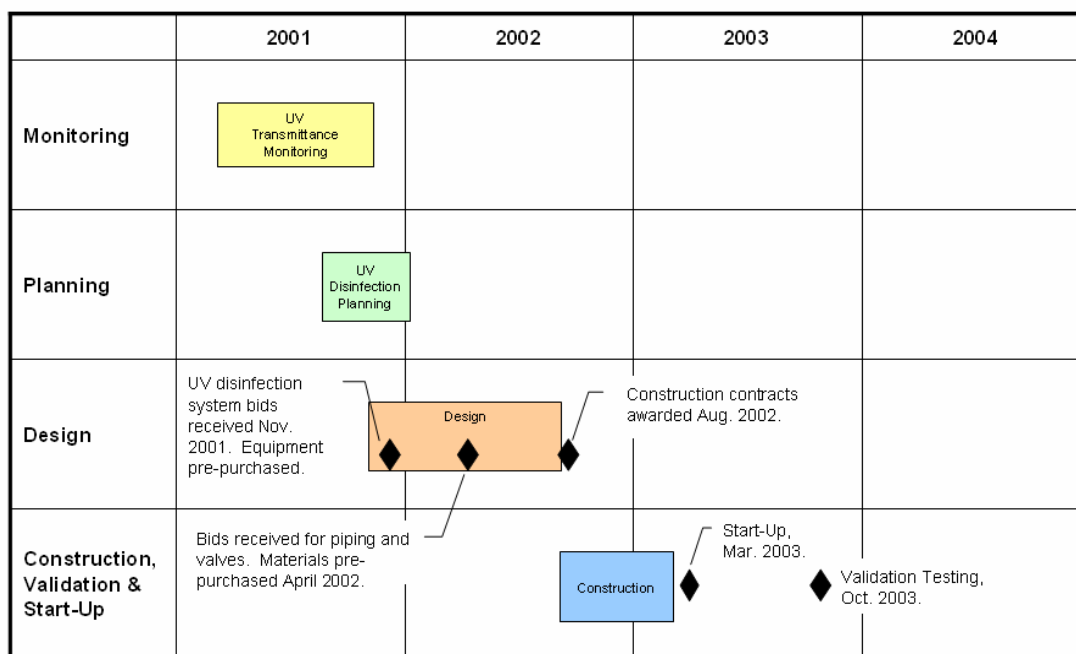 2001 2002 2003 2004
Monitoring
UV
Transmittance
Monitoring
Planning
UV
Disinfection
Planning
Design
UV disinfection
system bids
received Nov.
2001. Equipment
pre-purchased.
Design
Construction contracts
awarded Aug. 2002.
Construction,
Validation &
Start-Up
Bids received for piping and
valves. Materials pre-
purchased April 2002.
Construction
Start-Up,
Mar. 2003.
Validation Testing,
Oct. 2003.